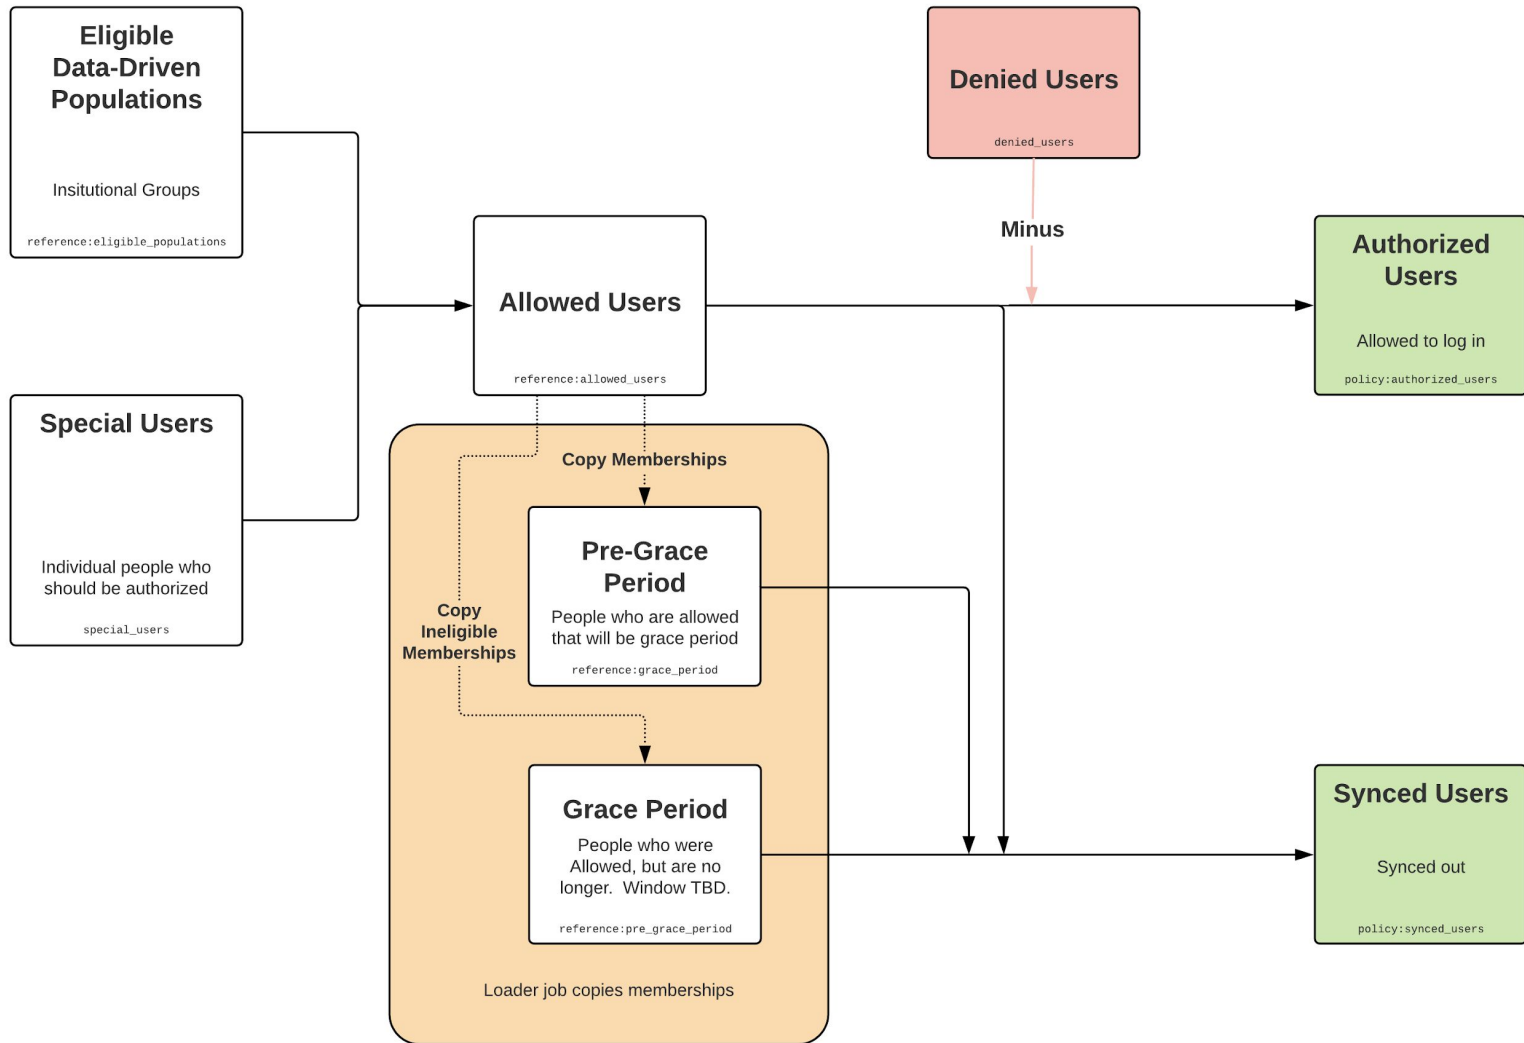 Eligible
Data-Driven
Populations
Insitutional Groups
reference:eligible_populations
Special Users
Individual people who
should be authorized
special_users
Allowed Users
reference:allowed_users
Denied Users
denied_users
Minus
Authorized
Users
Allowed to log in
policy:authorized_users
Copy Memberships
Pre-Grace
Period
People who are allowed
that will be grace period
reference:grace_period
Copy
Ineligible
Memberships
Grace Period
People who were
Allowed, but are no
longer.  Window TBD.
reference:pre_grace_period
Loader job copies memberships
Synced Users
Synced out
policy:synced_users